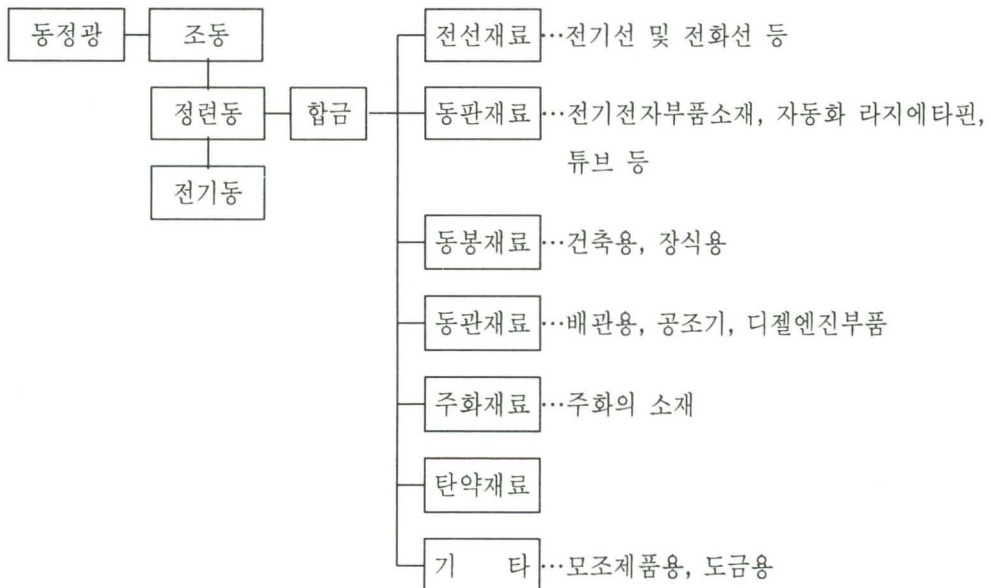 동정광 조동 전선재료…전기선 및 전화선 등
정련동 합금 동판재료…전기전자부품소재, 자동화 라지에타핀,
튜브 등
전기동
동봉재료…건축용, 장식용
동관재료…배관용, 공조기, 디젤엔진부품
주화재료…주화의 소재
탄약재료
기 타…모조제품용, 도금용